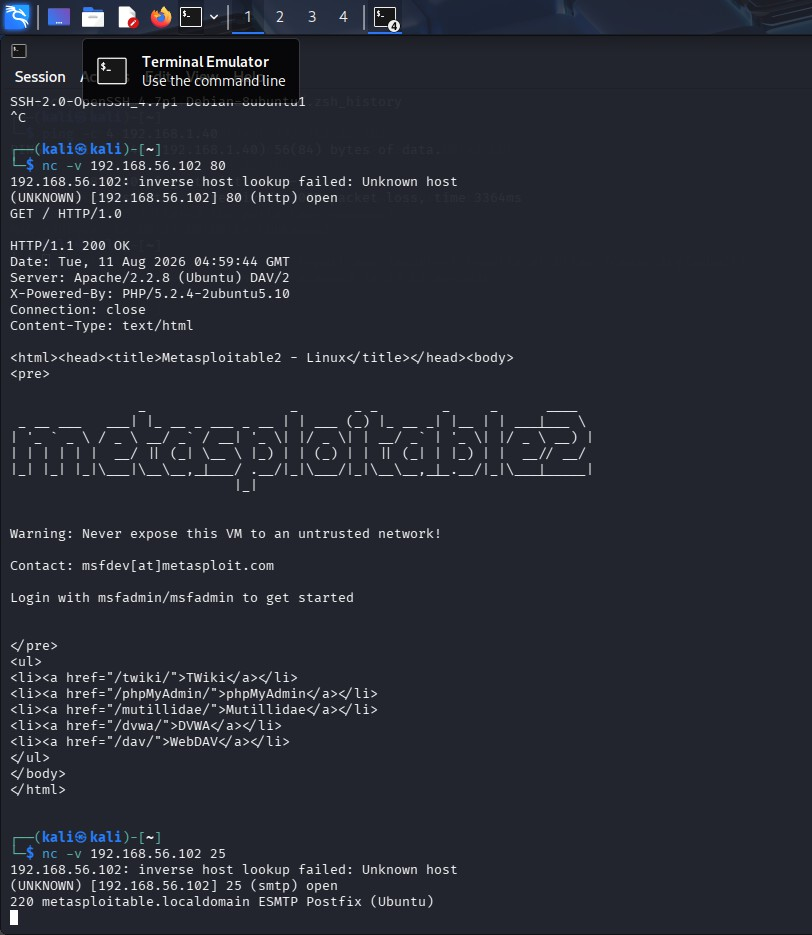 1 2 3 4 4
Terminal Emulator
Use the command line
Session
SSH-2.0-OpenSSH_4.7p1 Debian-8ubuntu1
^C
┌──(kali㉿kali)-[~]
└─$ nc -v 192.168.56.102 80
192.168.56.102: inverse host lookup failed: Unknown host
(UNKNOWN) [192.168.56.102] 80 (http) open
GET / HTTP/1.0
HTTP/1.1 200 OK
Date: Tue, 11 Aug 2026 04:59:44 GMT
Server: Apache/2.2.8 (Ubuntu) DAV/2
X-Powered-By: PHP/5.2.4-2ubuntu5.10
Connection: close
Content-Type: text/html
<html><head><title>Metasploitable2 - Linux</title></head><body>
<pre>
metasploitable2
Warning: Never expose this VM to an untrusted network!
Contact: msfdev[at]metasploit.com
Login with msfadmin/msfadmin to get started
</pre>
<ul>
<li><a href="/twiki/">TWiki</a></li>
<li><a href="/phpMyAdmin/">phpMyAdmin</a></li>
<li><a href="/mutillidae/">Mutillidae</a></li>
<li><a href="/dvwa/">DVWA</a></li>
<li><a href="/dav/">WebDAV</a></li>
</ul>
</body>
</html>
┌──(kali㉿kali)-[~]
└─$ nc -v 192.168.56.102 25
192.168.56.102: inverse host lookup failed: Unknown host
(UNKNOWN) [192.168.56.102] 25 (smtp) open
220 metasploitable.localdomain ESMTP Postfix (Ubuntu)